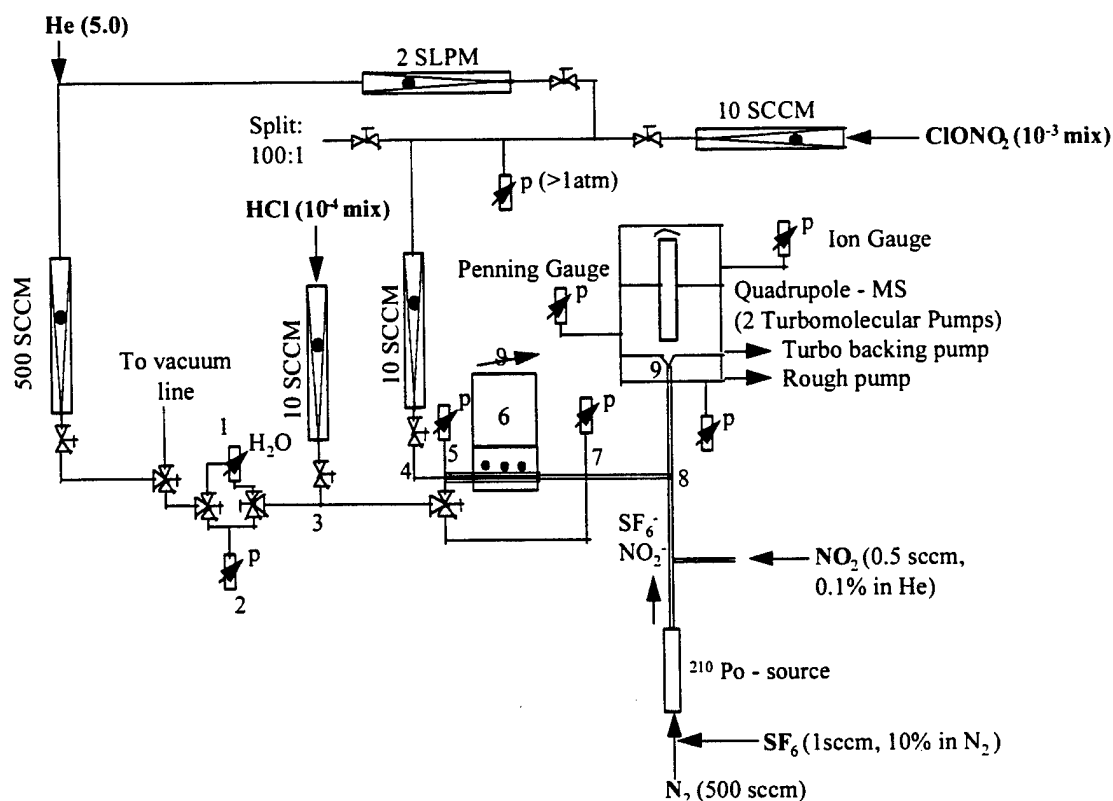 He (5.0)
2 SLPM
10 SCCM
Split:
100:1
ClONO₂ (10⁻³ mix)
p (>1atm)
HCl (10⁻⁴ mix)
p
Ion Gauge
Penning Gauge
p
Quadrupole - MS
(2 Turbomolecular Pumps)
500 SCCM
10 SCCM
10 SCCM
ϑ
Turbo backing pump
Rough pump
9
To vacuum
line
p
6
p
p
1
H₂O
5
7
4
8
3
SF₆⁻
NO₂⁻
NO₂ (0.5 sccm,
0.1% in He)
p
2
²¹⁰ Po - source
SF₆ (1sccm, 10% in N₂)
N₂ (500 sccm)